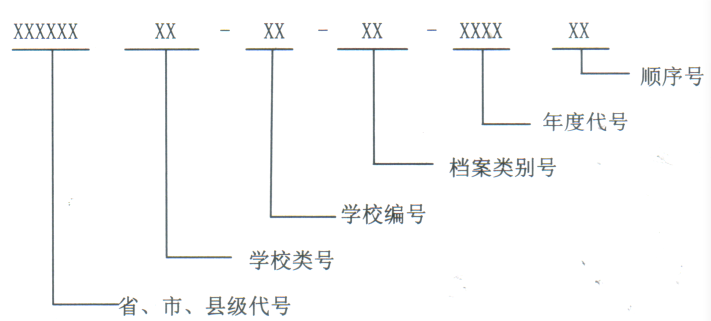 XXXXXX XX - XX - XX - XXXX XX
顺序号
年度代号
档案类别号
学校编号
学校类号
省、市、县级代号